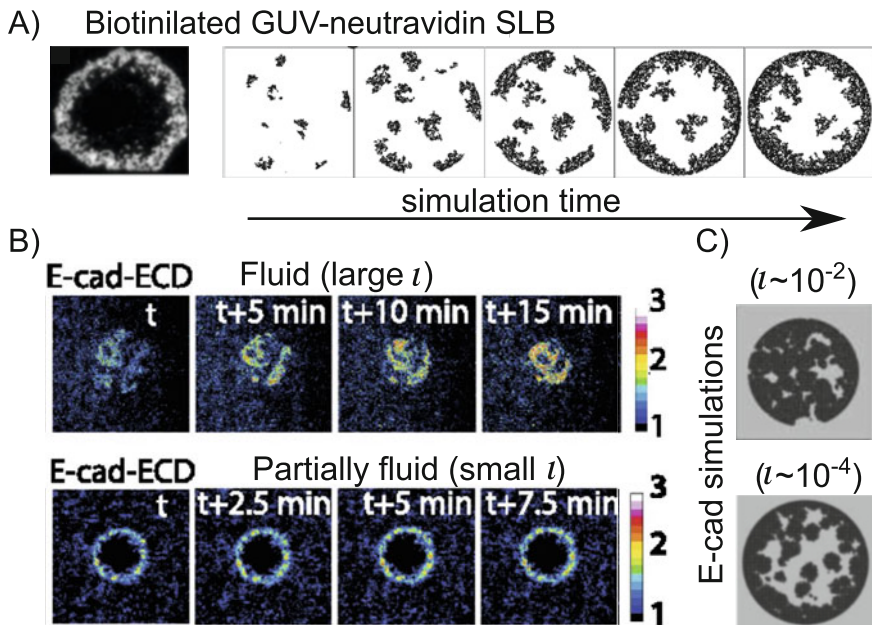 A) Biotinilated GUV-neutravidin SLB
simulation time
B)
E-cad-ECD Fluid (large ι)
t t+5 min t+10 min t+15 min
3
2
1
E-cad-ECD Partially fluid (small ι)
t t+2.5 min t+5 min t+7.5 min
3
2
1
C)
E-cad simulations
(ι~10⁻²)
(ι~10⁻⁴)